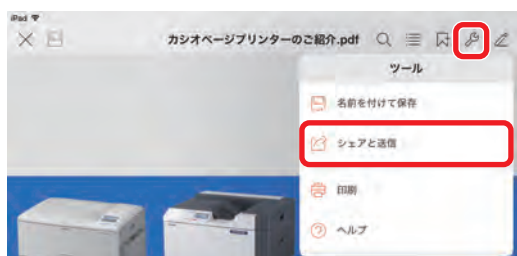 iPad
カシオページプリンターのご紹介.pdf
ツール
名前を付けて保存
シェアと送信
印刷
ヘルプ